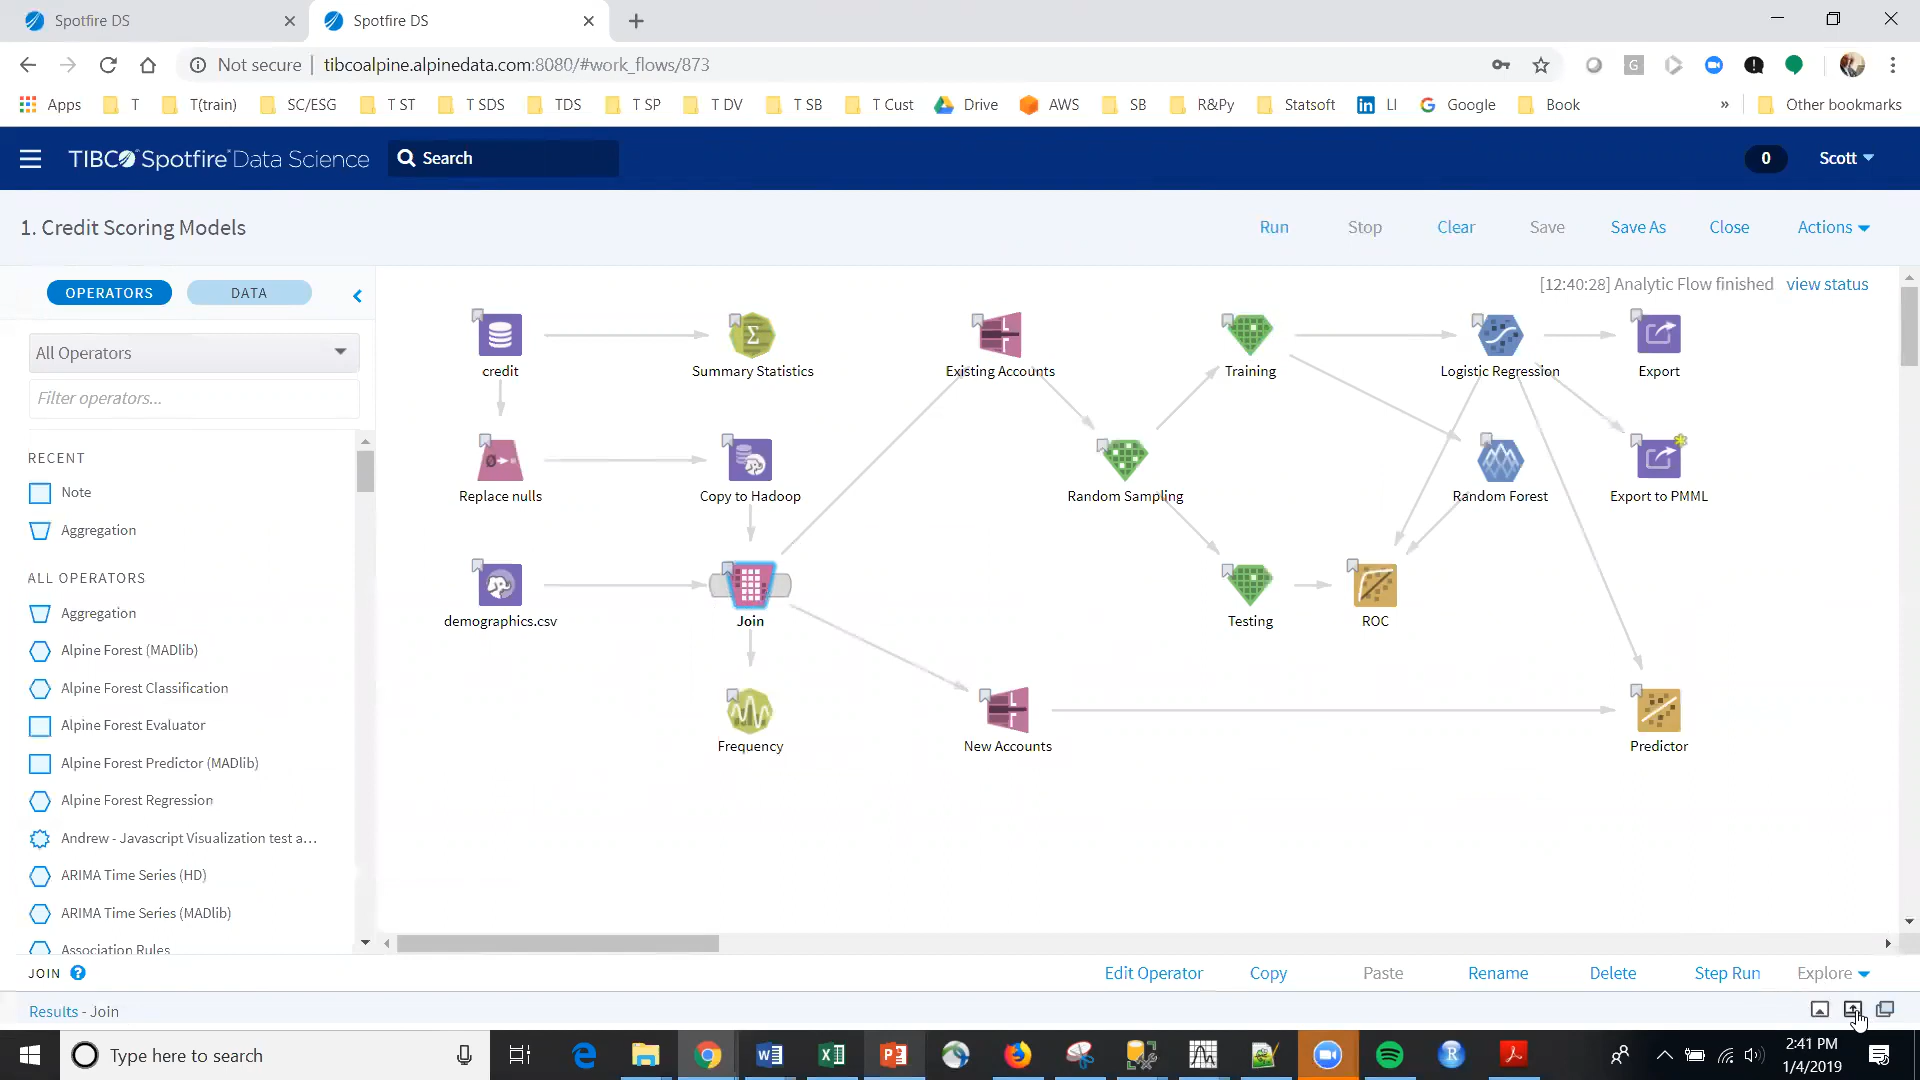 Spotfire DS
Spotfire DS
Not secure | tibcoalpine.alpinedata.com:8080/#work_flows/873
Apps T T(train) SC/ESG T ST T SDS TDS T SP T DV T SB T Cust Drive AWS SB R&Py Statsoft LI Google Book » Other bookmarks
TIBCO Spotfire Data Science Search 0 Scott
1. Credit Scoring Models Run Stop Clear Save Save As Close Actions
OPERATORS DATA
[12:40:28] Analytic Flow finished view status
All Operators
Filter operators...
RECENT
Note
Aggregation
ALL OPERATORS
Aggregation
Alpine Forest (MADlib)
Alpine Forest Classification
Alpine Forest Evaluator
Alpine Forest Predictor (MADlib)
Alpine Forest Regression
Andrew - Javascript Visualization test a...
ARIMA Time Series (HD)
ARIMA Time Series (MADlib)
Association Rules
credit Summary Statistics Existing Accounts Training Logistic Regression Export
Replace nulls Copy to Hadoop Random Sampling Random Forest Export to PMML
demographics.csv Join Testing ROC
Frequency New Accounts Predictor
JOIN ? Edit Operator Copy Paste Rename Delete Step Run Explore
Results - Join
Type here to search
2:41 PM
1/4/2019